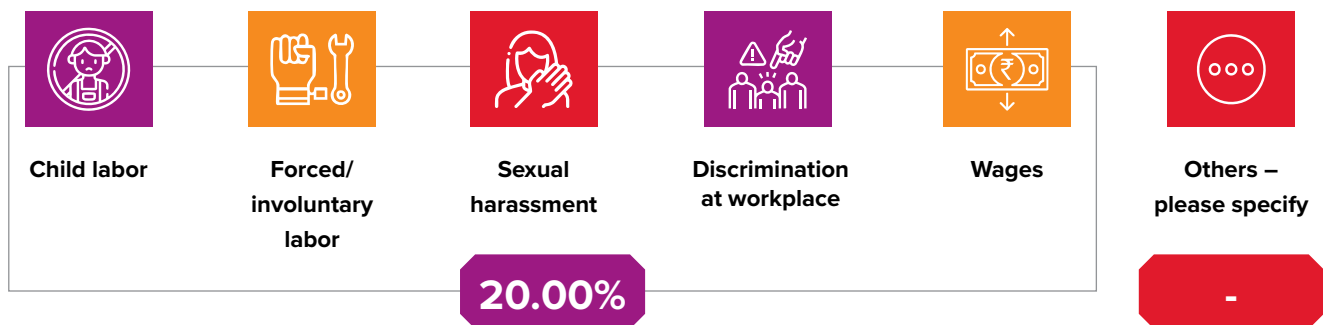 Child labor
Forced/
involuntary
labor
Sexual
harassment
Discrimination
at workplace
Wages
Others –
please specify
20.00%
-